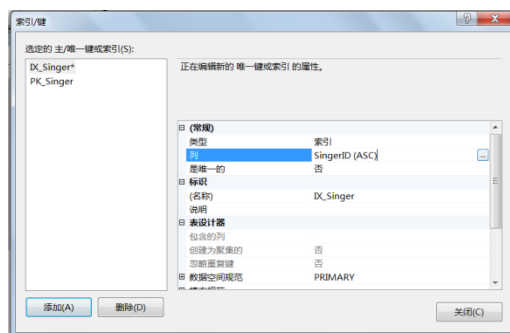 索引/键
选定的 主/唯一键或索引(S):
IX_Singer*
PK_Singer
正在编辑新的 唯一键或索引 的属性。
(常规)
类型 索引
列 SingerID (ASC)
是唯一的 否
标识
(名称) IX_Singer
说明
表设计器
包含的列
创建为聚集的 否
忽略重复键 否
数据空间规范 PRIMARY
添加(A) 删除(D)
关闭(C)